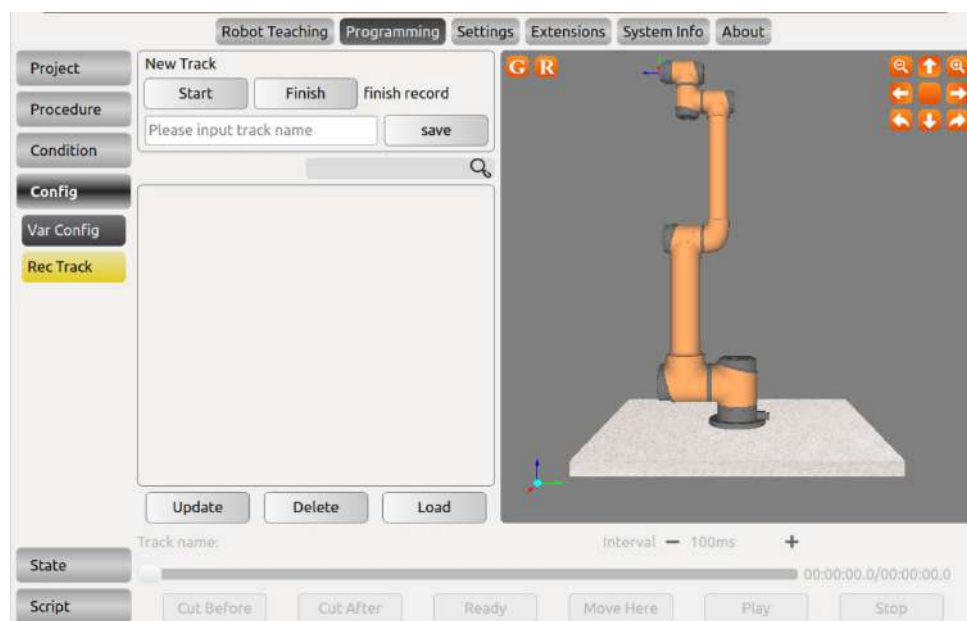 Robot Teaching Programming Settings Extensions System Info About
Project
Procedure
Condition
Config
Var Config
Rec Track
State
Script
New Track
Start Finish finish record
Please input track name save
Update Delete Load
G R
Track name: Interval 100ms
00:00:00.0/00:00:00.0
Cut Before Cut After Ready Move Here Play Stop